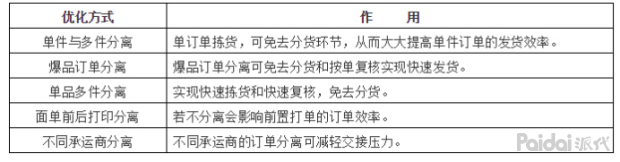 优化方式 作 用
单件与多件分离 单订单拣货，可免去分货环节，从而大大提高单件订单的发货效率。
爆品订单分离 爆品订单分离可免去分货和按单复核实现快速发货。
单品多件分离 实现快速拣货和快速复核，免去分货。
面单前后打印分离 若不分离会影响前置打单的订单效率。
不同承运商分离 不同承运商的订单分离可减轻交接压力。
Paidai派代